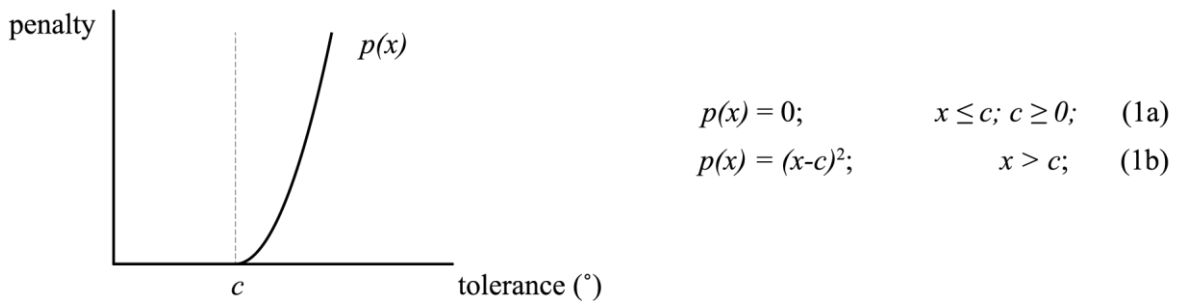 penalty
p(x)
p(x) = 0; x ≤ c; c ≥ 0; (1a)
p(x) = (x-c)²; x > c; (1b)
c
tolerance (˚)